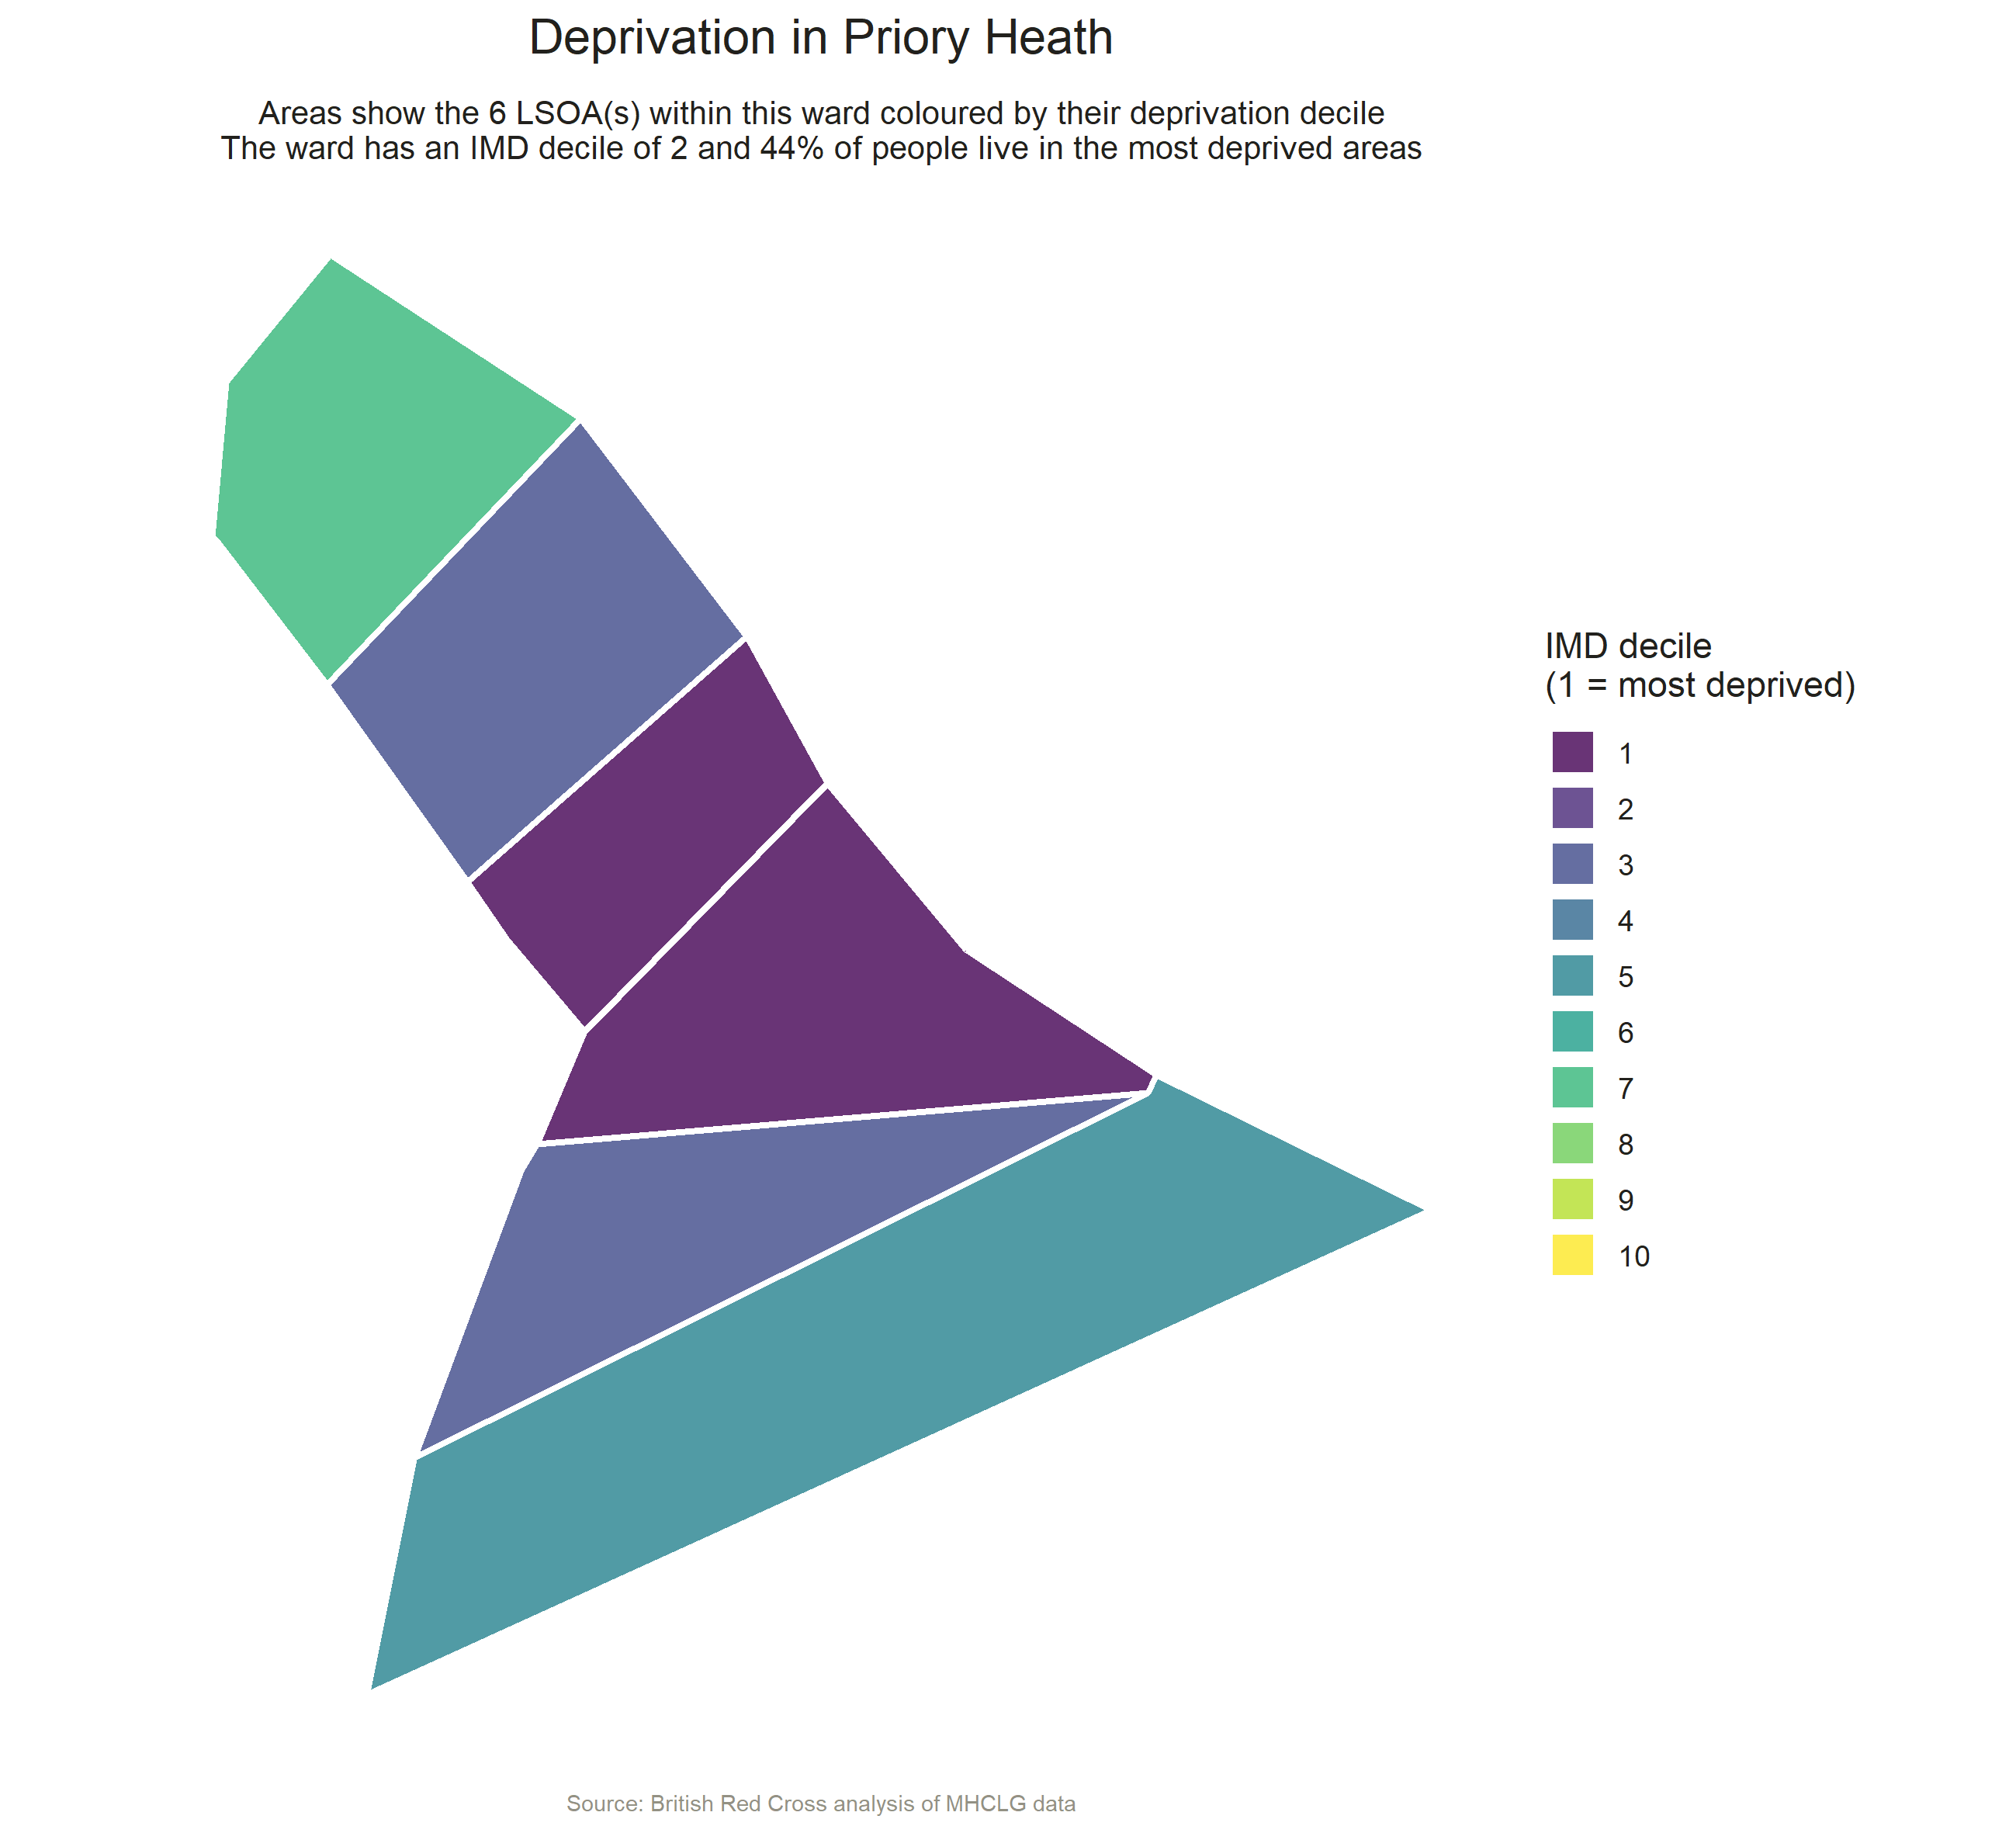 Deprivation in Priory Heath
Areas show the 6 LSOA(s) within this ward coloured by their deprivation decile
The ward has an IMD decile of 2 and 44% of people live in the most deprived areas
IMD decile
(1 = most deprived)
1
2
3
4
5
6
7
8
9
10
Source: British Red Cross analysis of MHCLG data